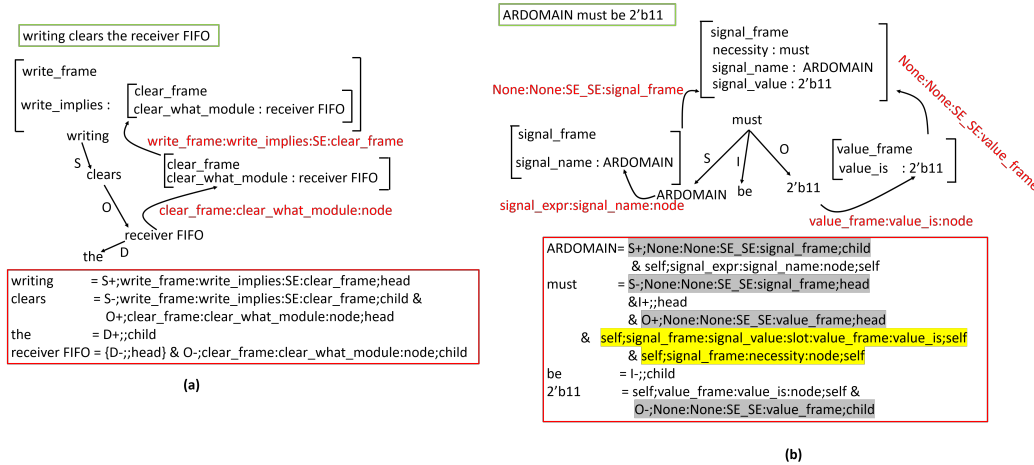 writing clears the receiver FIFO
write_frame
write_implies :
clear_frame
clear_what_module : receiver FIFO
writing
write_frame:write_implies:SE:clear_frame
S
clears
clear_frame
clear_what_module : receiver FIFO
O
clear_frame:clear_what_module:node
receiver FIFO
the
D
writing = S+;write_frame:write_implies:SE:clear_frame;head
clears = S-;write_frame:write_implies:SE:clear_frame;child &
O+;clear_frame:clear_what_module:node;head
the = D+;;child
receiver FIFO = {D-;;head} & O-;clear_frame:clear_what_module:node;child
(a)
ARDOMAIN must be 2’b11
signal_frame
necessity : must
signal_name : ARDOMAIN
signal_value : 2’b11
None:None:SE_SE:signal_frame
None:None:SE_SE:value_frame
must
signal_frame
signal_name : ARDOMAIN
S
I
O
value_frame
value_is : 2’b11
ARDOMAIN
be
2’b11
signal_expr:signal_name:node
value_frame:value_is:node
ARDOMAIN= S+;None:None:SE_SE:signal_frame;child
& self;signal_expr:signal_name:node;self
must = S-;None:None:SE_SE:signal_frame;head
&I+;;head
& O+;None:None:SE_SE:value_frame;head
& self;signal_frame:signal_value:slot:value_frame:value_is;self
& self;signal_frame:necessity:node;self
be = I-;;child
2’b11 = self;value_frame:value_is:node;self &
O-;None:None:SE_SE:value_frame;child
(b)